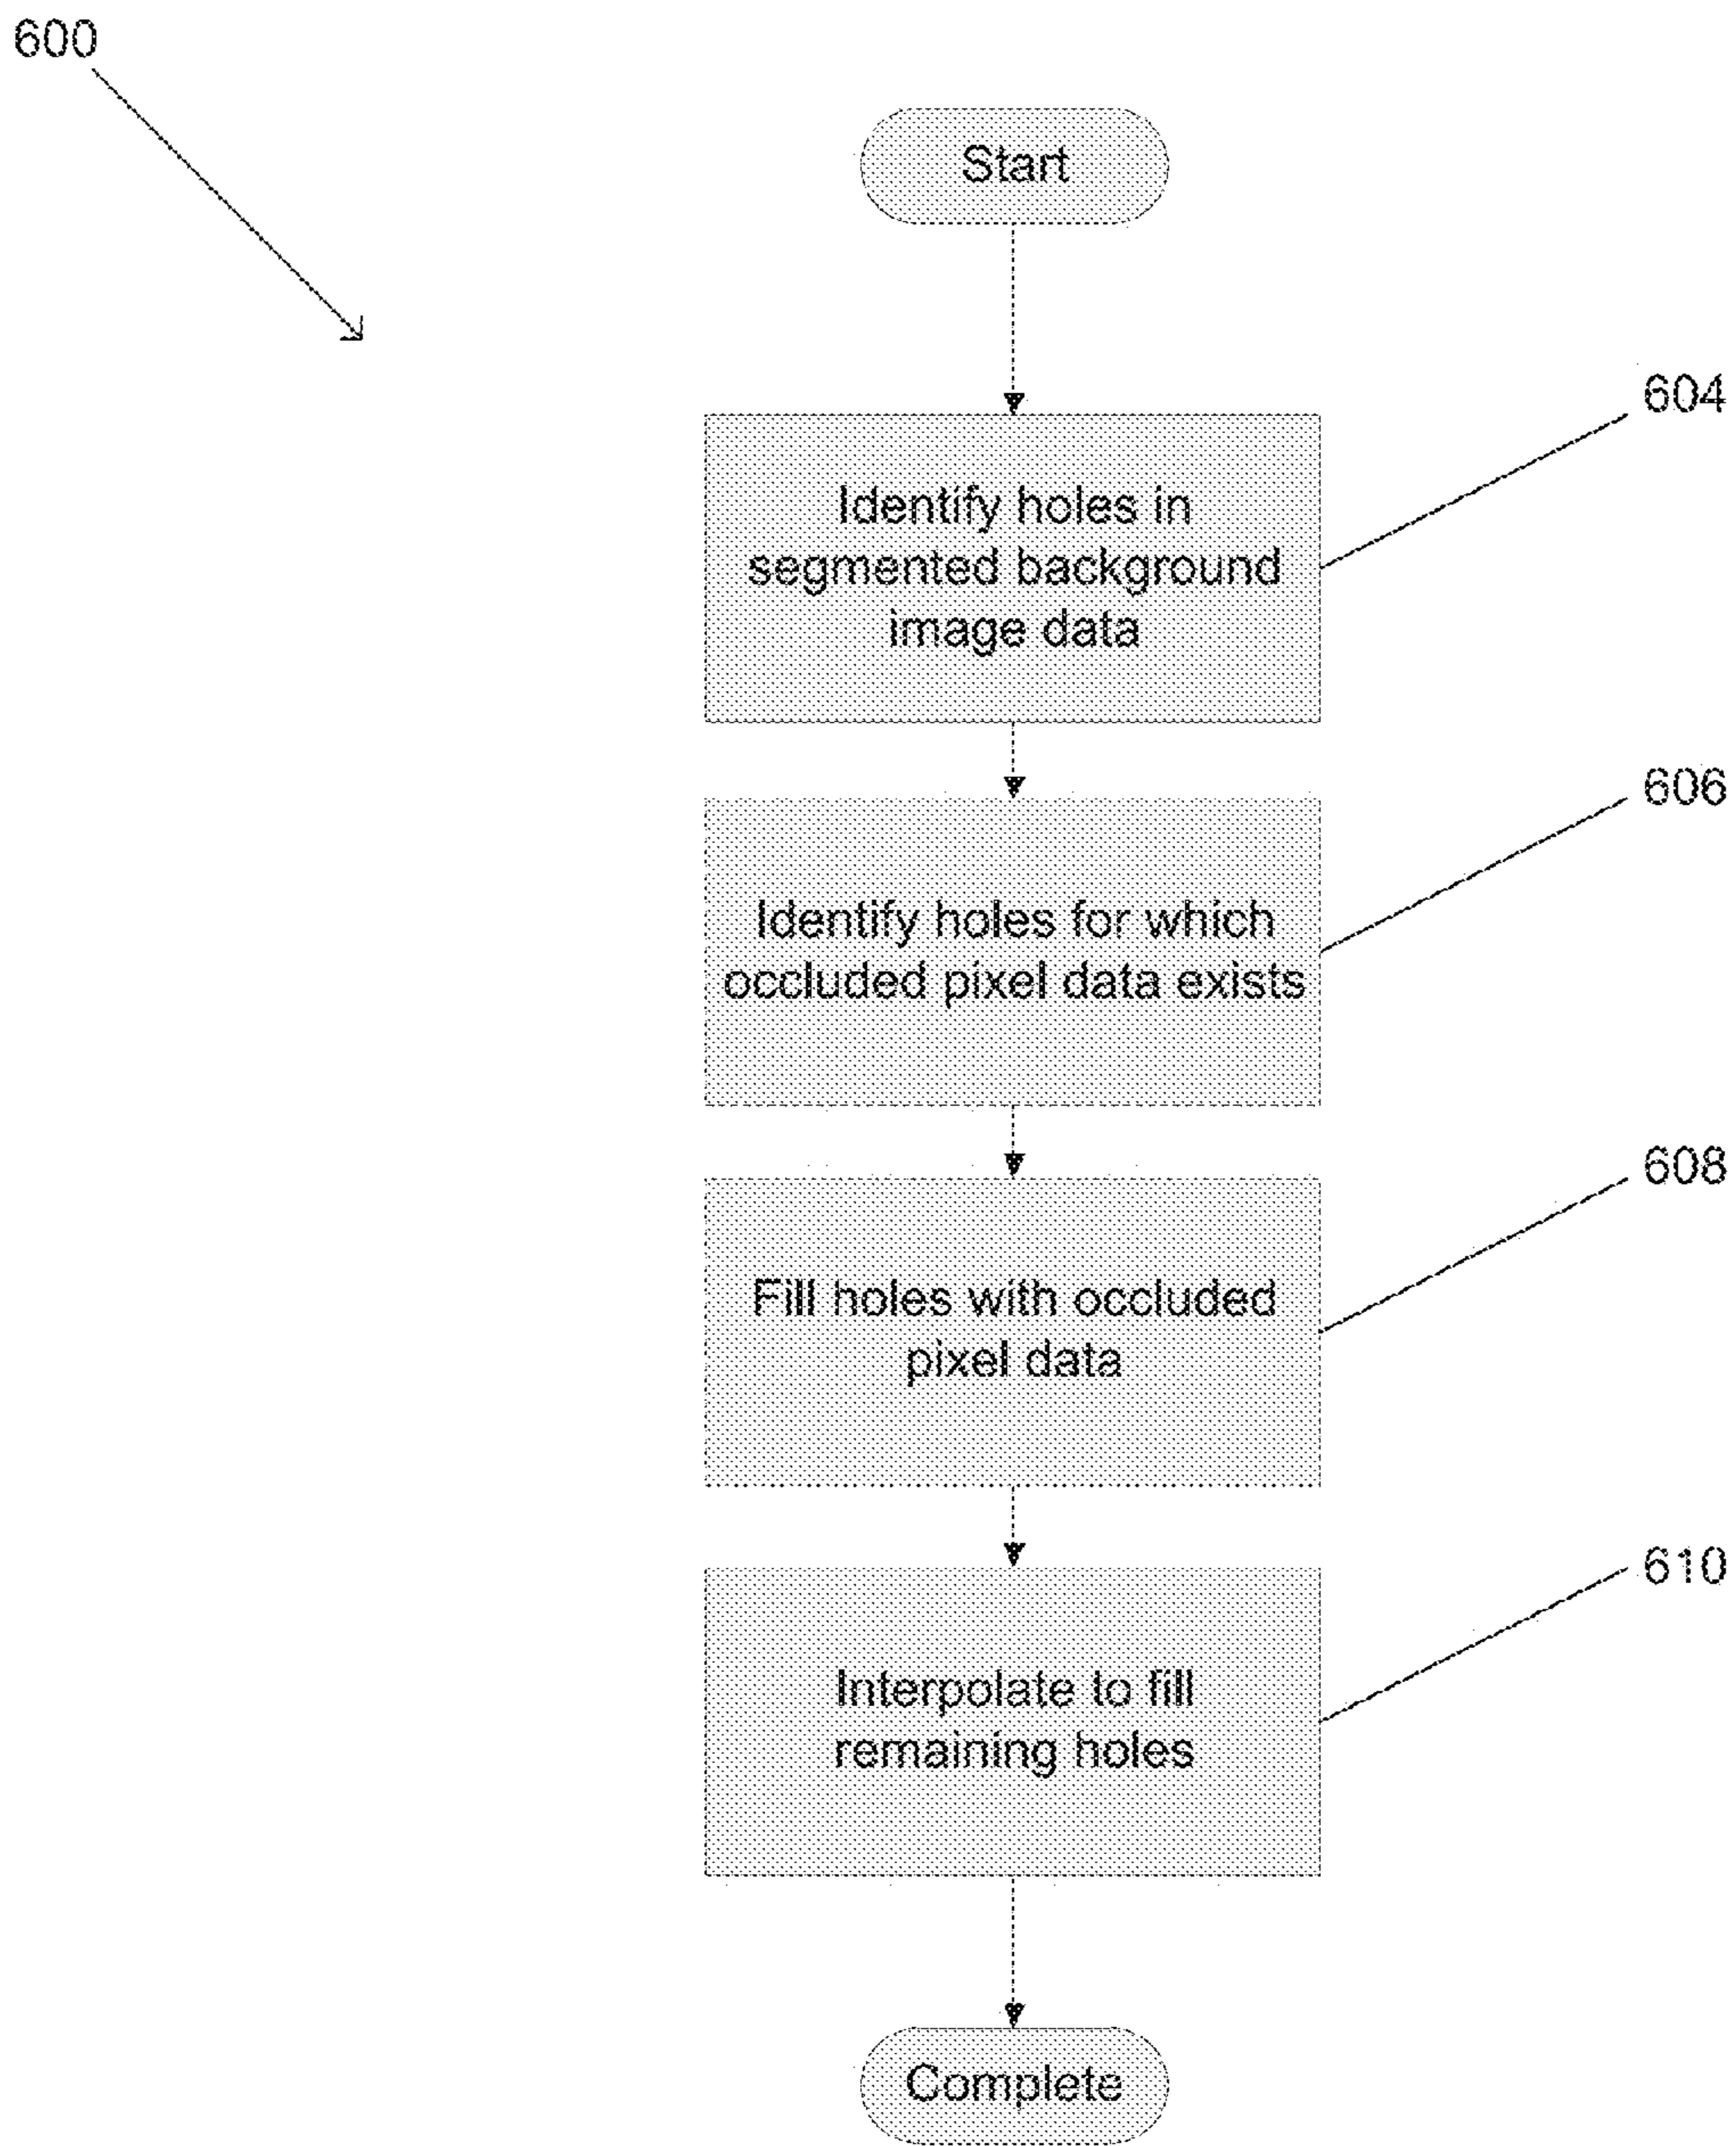 600
Start
604
Identify holes in
segmented background
image data
606
Identify holes for which
occluded pixel data exists
608
Fill holes with occluded
pixel data
610
Interpolate to fill
remaining holes
Complete